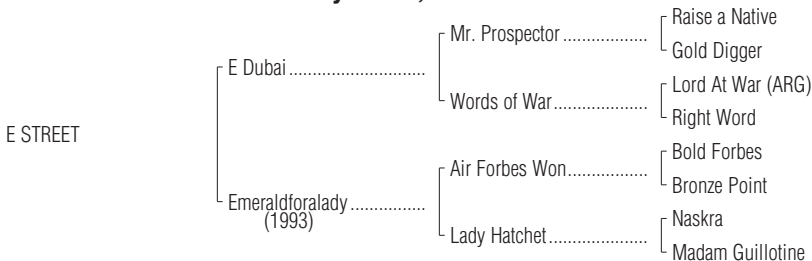 Raise a Native
Mr. Prospector..................
Gold Digger
E Dubai.............................
Lord At War (ARG)
Words of War....................
Right Word
E STREET
Bold Forbes
Air Forbes Won.................
Bronze Point
Emeraldforalady................
(1993)
Naskra
Lady Hatchet.....................
Madam Guillotine